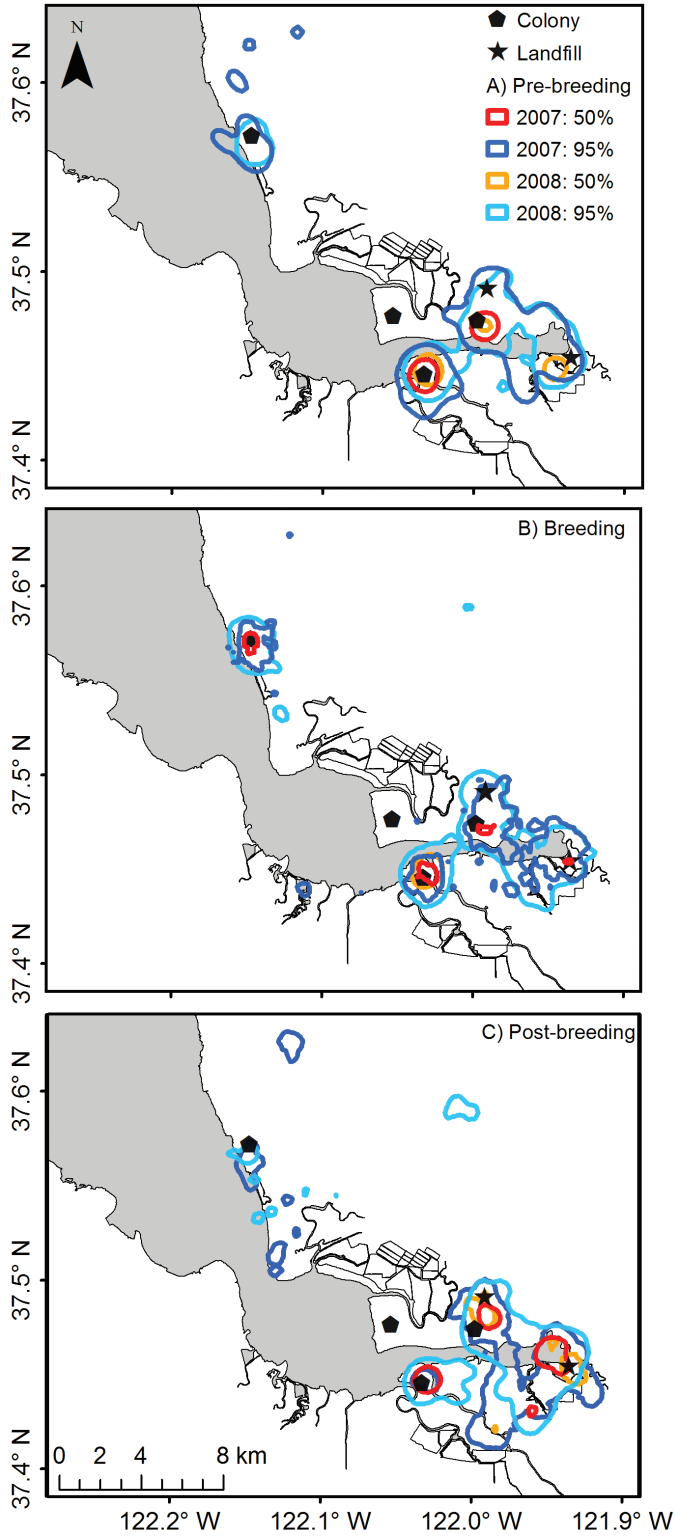 N
Colony
Landfill
A) Pre-breeding
2007: 50%
2007: 95%
2008: 50%
2008: 95%
37.6° N
37.5° N
37.4° N
B) Breeding
37.6° N
37.5° N
37.4° N
C) Post-breeding
37.6° N
37.5° N
37.4° N
0 2 4 8 km
122.2° W 122.1° W 122.0° W 121.9° W